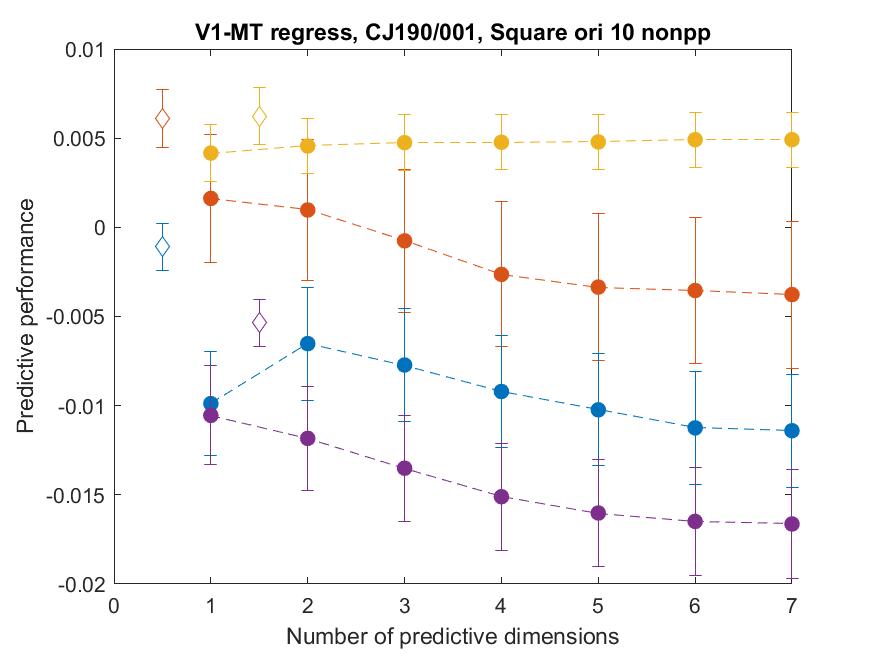 V1-MT regress, CJ190/001, Square ori 10 nonpp
0.01
0.005
0
-0.005
-0.01
-0.015
-0.02
Predictive performance
0 1 2 3 4 5 6 7
Number of predictive dimensions